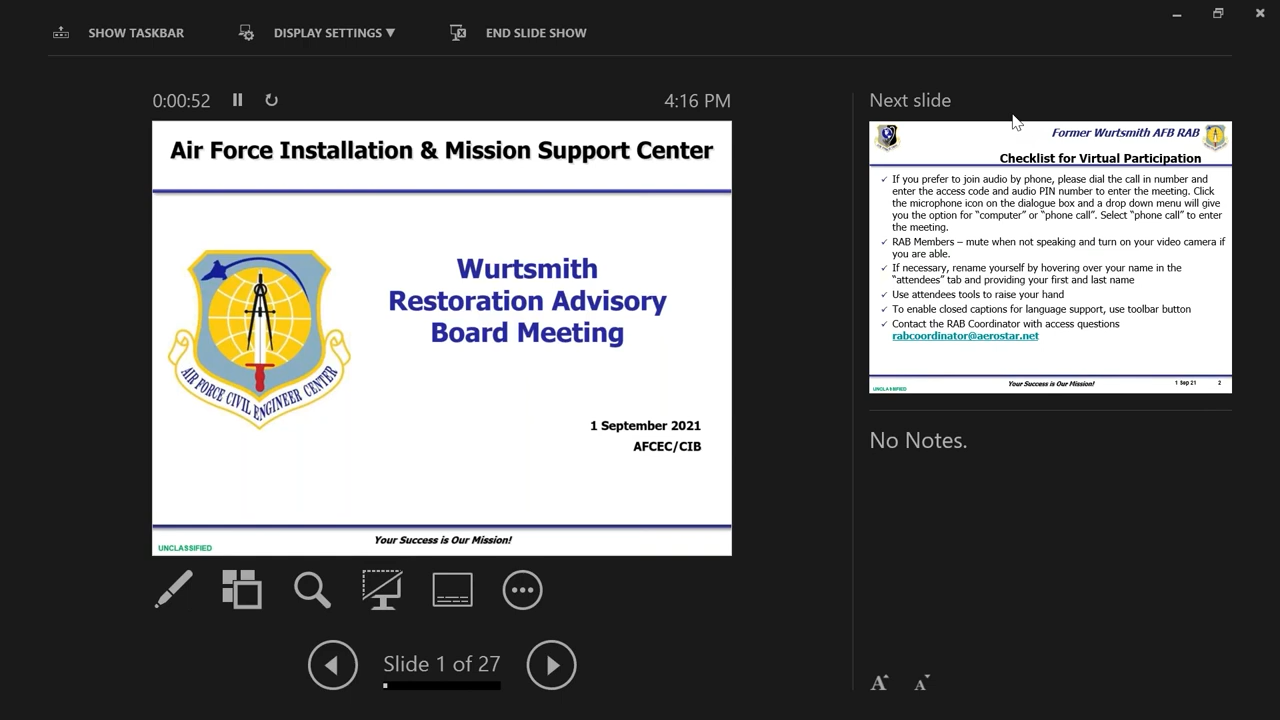 SHOW TASKBAR
DISPLAY SETTINGS ▼
END SLIDE SHOW
0:00:52
4:16 PM
Air Force Installation & Mission Support Center
Wurtsmith
Restoration Advisory
Board Meeting
AIR FORCE CIVIL ENGINEER CENTER
1 September 2021
AFCEC/CIB
Your Success is Our Mission!
UNCLASSIFIED
Slide 1 of 27
Next slide
Former Wurtsmith AFB RAB
Checklist for Virtual Participation
✓ If you prefer to join audio by phone, please dial the call in number and
enter the access code and audio PIN number to enter the meeting. Click
the microphone icon on the dialogue box and a drop down menu will give
you the option for “computer” or “phone call”. Select “phone call” to enter
the meeting.
✓ RAB Members – mute when not speaking and turn on your video camera if
you are able.
✓ If necessary, rename yourself by hovering over your name in the
“attendees” tab and providing your first and last name
✓ Use attendees tools to raise your hand
✓ To enable closed captions for language support, use toolbar button
✓ Contact the RAB Coordinator with access questions
rabcoordinator@aerostar.net
UNCLASSIFIED
Your Success is Our Mission!
1 Sep 21
2
No Notes.
A A